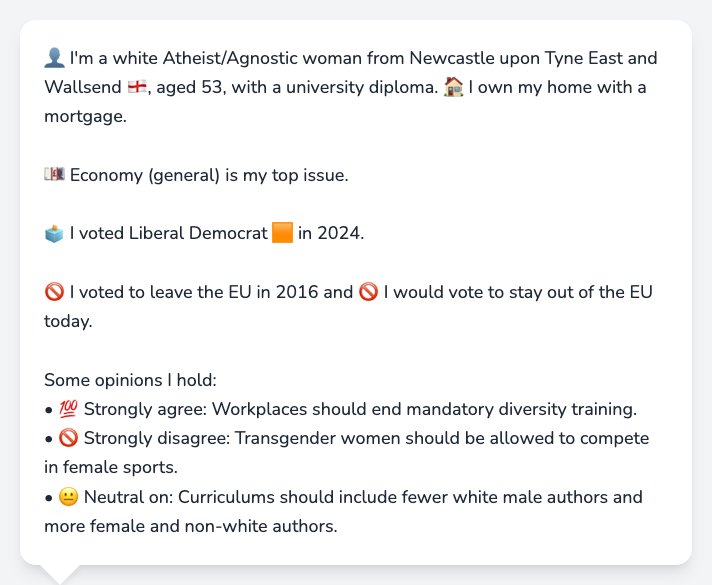 👤 I'm a white Atheist/Agnostic woman from Newcastle upon Tyne East and
Wallsend 🏴󠁧󠁢󠁥󠁮󠁧󠁿, aged 53, with a university diploma. 🏠 I own my home with a
mortgage.
💷 Economy (general) is my top issue.
🗳️ I voted Liberal Democrat 🟧 in 2024.
🚫 I voted to leave the EU in 2016 and 🚫 I would vote to stay out of the EU
today.
Some opinions I hold:
• 💯 Strongly agree: Workplaces should end mandatory diversity training.
• 🚫 Strongly disagree: Transgender women should be allowed to compete
in female sports.
• 😐 Neutral on: Curriculums should include fewer white male authors and
more female and non-white authors.